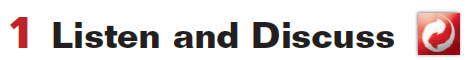 1 Listen and Discuss